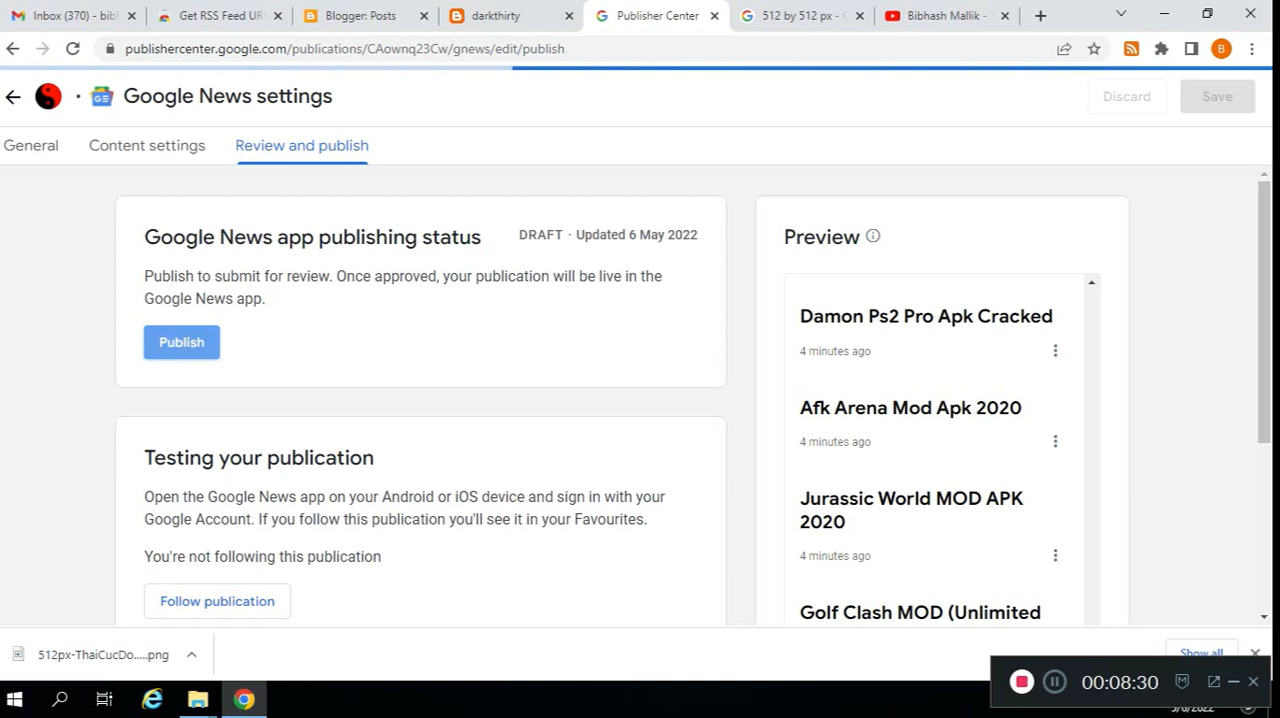 Inbox (370) - bibh
Get RSS Feed URL
Blogger: Posts
darkthirty
Publisher Center
512 by 512 px - G
Bibhash Mallik -
publishercenter.google.com/publications/CAownq23Cw/gnews/edit/publish
B
Google News settings
Discard
Save
General
Content settings
Review and publish
Google News app publishing status
DRAFT · Updated 6 May 2022
Publish to submit for review. Once approved, your publication will be live in the
Google News app.
Publish
Testing your publication
Open the Google News app on your Android or iOS device and sign in with your
Google Account. If you follow this publication you'll see it in your Favourites.
You're not following this publication
Follow publication
Preview
Damon Ps2 Pro Apk Cracked
4 minutes ago
Afk Arena Mod Apk 2020
4 minutes ago
Jurassic World MOD APK
2020
4 minutes ago
Golf Clash MOD (Unlimited
512px-ThaiCucDo.....png
Show all
00:08:30